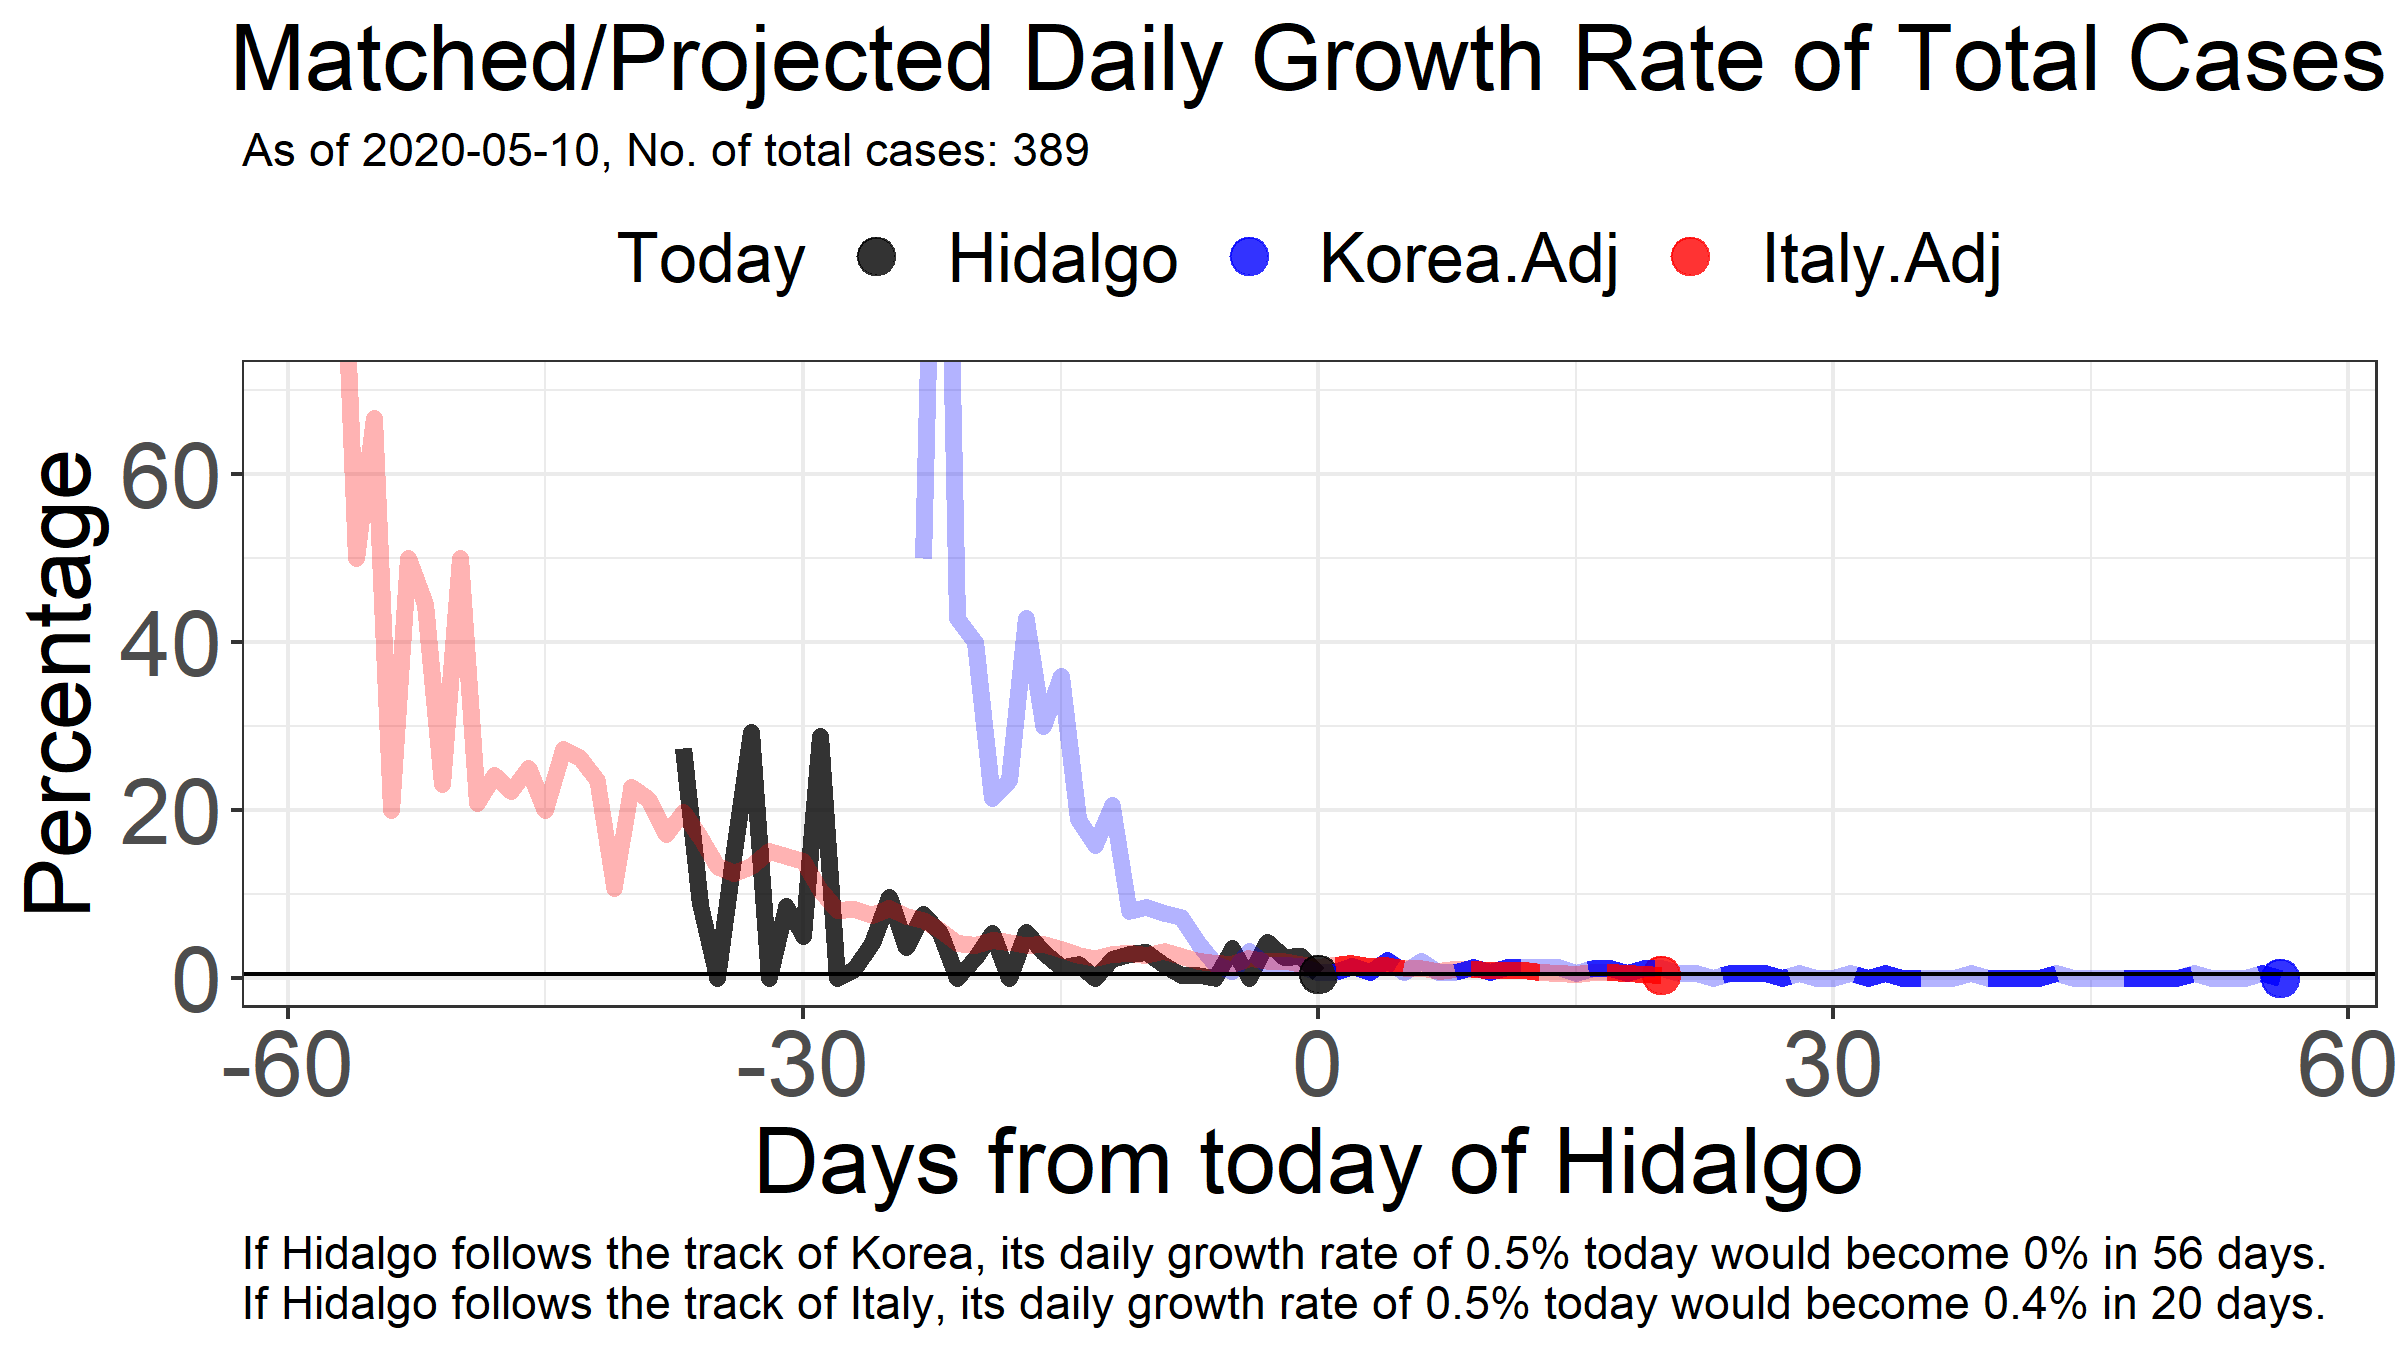 Matched/Projected Daily Growth Rate of Total Cases
As of 2020-05-10, No. of total cases: 389
Today Hidalgo Korea.Adj Italy.Adj
Percentage
60
40
20
0
-60 -30 0 30 60
Days from today of Hidalgo
If Hidalgo follows the track of Korea, its daily growth rate of 0.5% today would become 0% in 56 days.
If Hidalgo follows the track of Italy, its daily growth rate of 0.5% today would become 0.4% in 20 days.